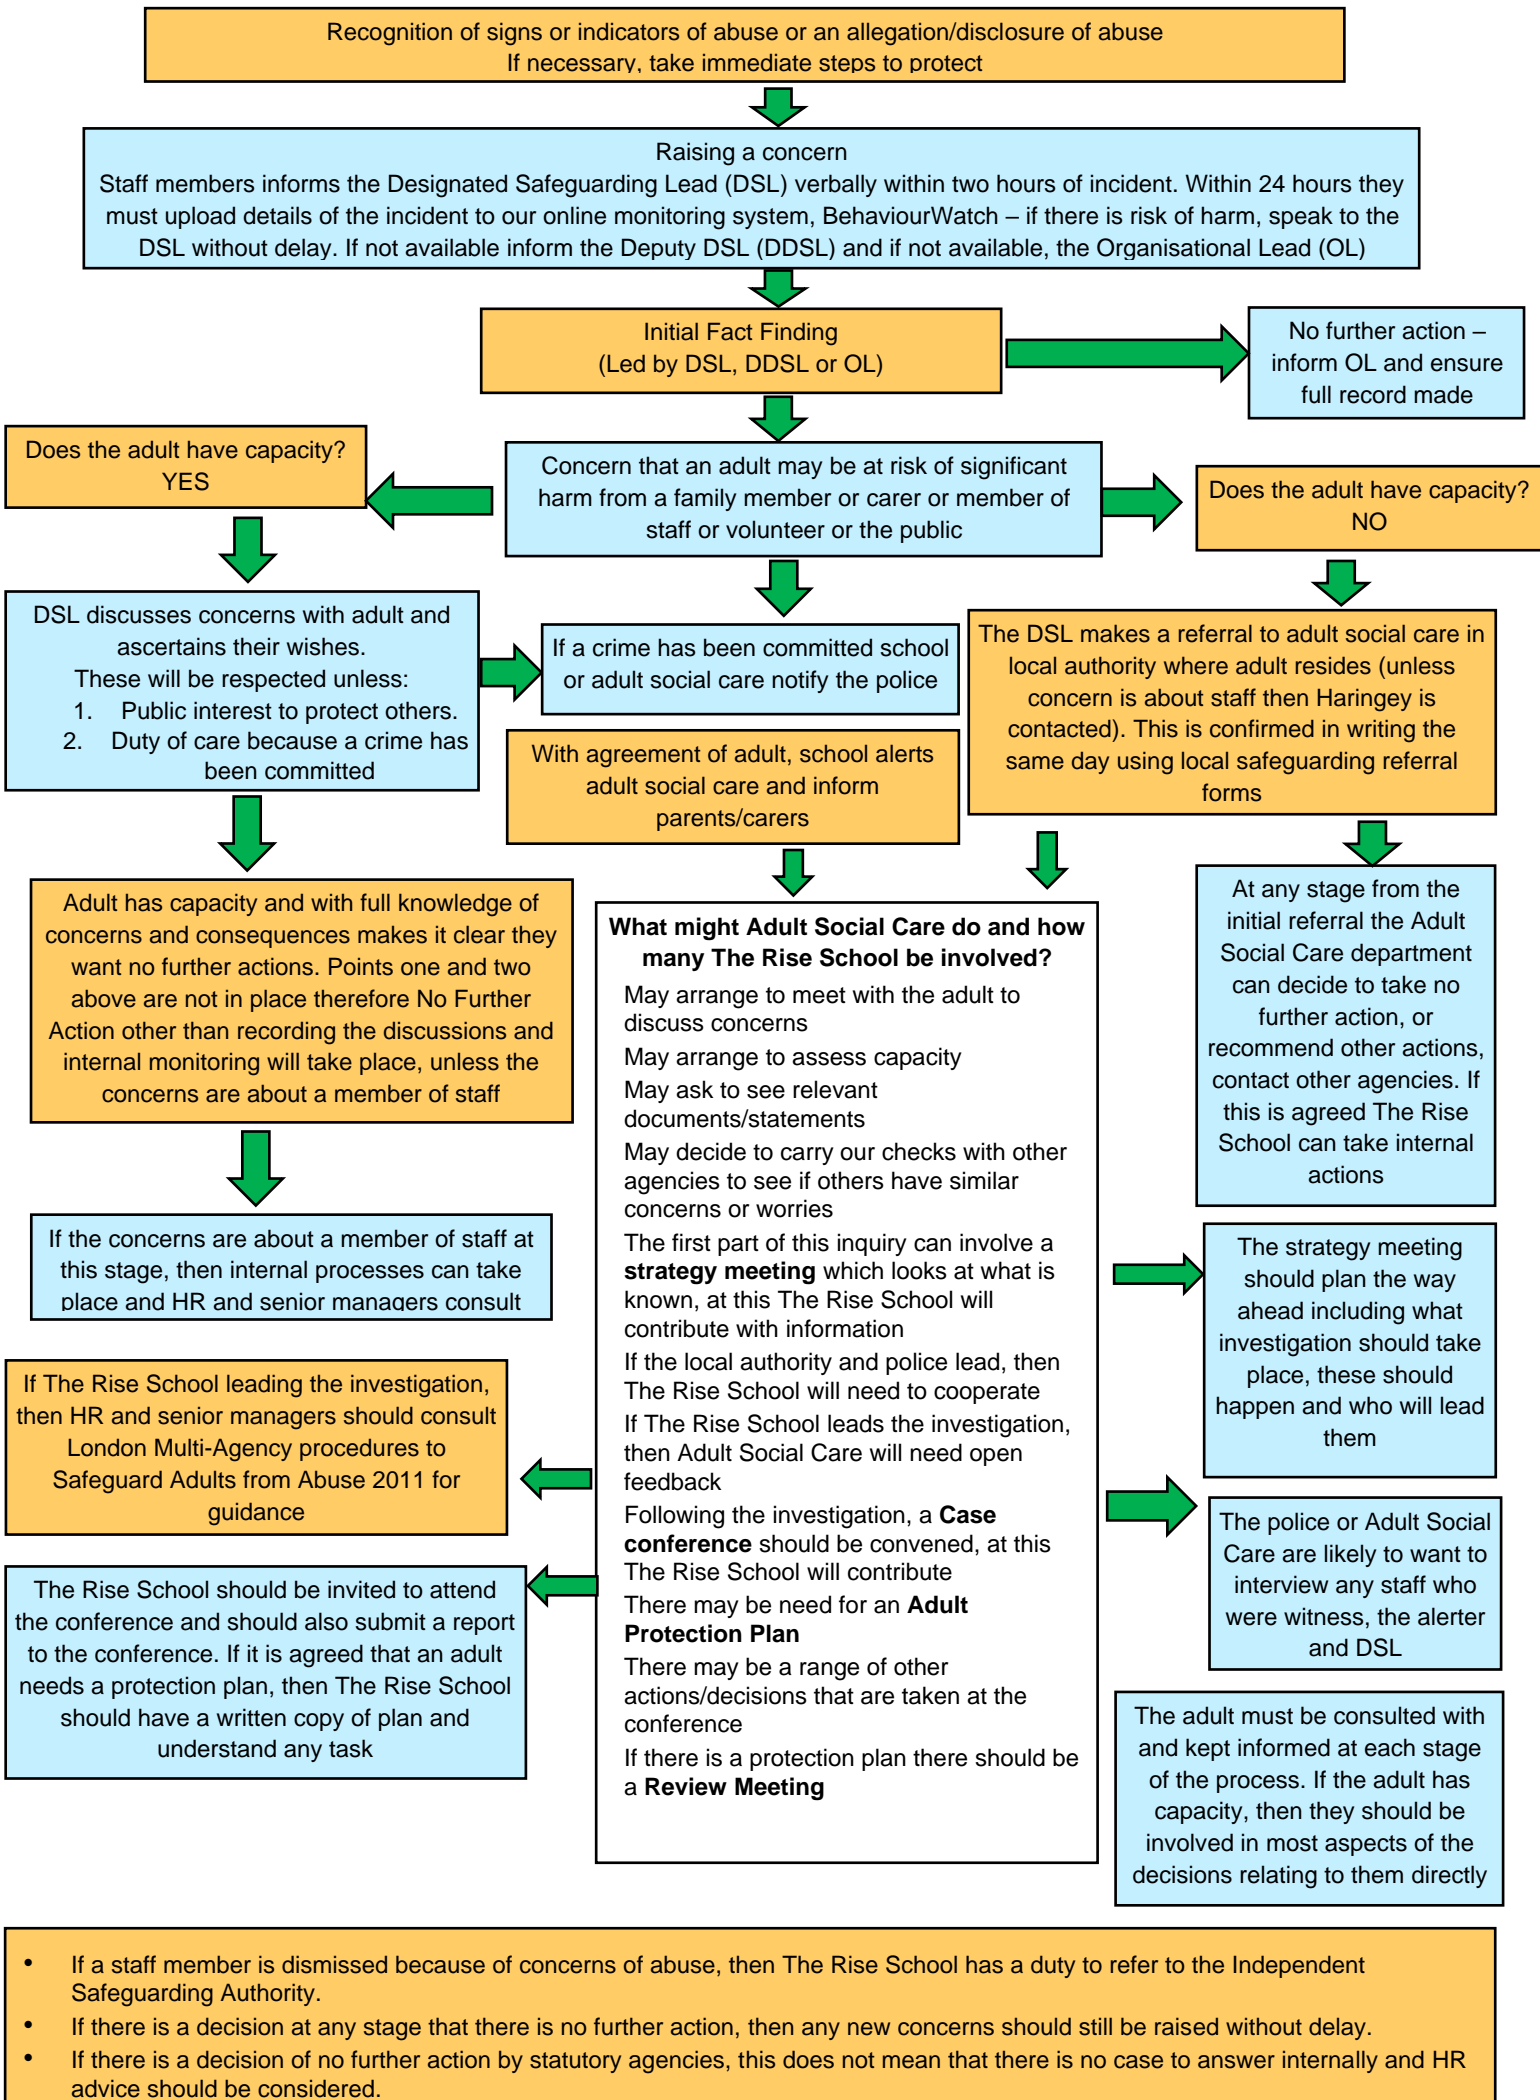 Recognition of signs or indicators of abuse or an allegation/disclosure of abuse
If necessary, take immediate steps to protect
Raising a concern
Staff members informs the Designated Safeguarding Lead (DSL) verbally within two hours of incident. Within 24 hours they
must upload details of the incident to our online monitoring system, BehaviourWatch – if there is risk of harm, speak to the
DSL without delay. If not available inform the Deputy DSL (DDSL) and if not available, the Organisational Lead (OL)
Initial Fact Finding
(Led by DSL, DDSL or OL)
No further action –
inform OL and ensure
full record made
Does the adult have capacity?
YES
Concern that an adult may be at risk of significant
harm from a family member or carer or member of
staff or volunteer or the public
Does the adult have capacity?
NO
DSL discusses concerns with adult and
ascertains their wishes.
These will be respected unless:
1. Public interest to protect others.
2. Duty of care because a crime has
been committed
If a crime has been committed school
or adult social care notify the police
The DSL makes a referral to adult social care in
local authority where adult resides (unless
concern is about staff then Haringey is
contacted). This is confirmed in writing the
same day using local safeguarding referral
forms
With agreement of adult, school alerts
adult social care and inform
parents/carers
Adult has capacity and with full knowledge of
concerns and consequences makes it clear they
want no further actions. Points one and two
above are not in place therefore No Further
Action other than recording the discussions and
internal monitoring will take place, unless the
concerns are about a member of staff
At any stage from the
initial referral the Adult
Social Care department
can decide to take no
further action, or
recommend other actions,
contact other agencies. If
this is agreed The Rise
School can take internal
actions
What might Adult Social Care do and how
many The Rise School be involved?
May arrange to meet with the adult to
discuss concerns
May arrange to assess capacity
May ask to see relevant
documents/statements
May decide to carry our checks with other
agencies to see if others have similar
concerns or worries
The first part of this inquiry can involve a
strategy meeting which looks at what is
known, at this The Rise School will
contribute with information
If the local authority and police lead, then
The Rise School will need to cooperate
If The Rise School leads the investigation,
then Adult Social Care will need open
feedback
Following the investigation, a Case
conference should be convened, at this
The Rise School will contribute
There may be need for an Adult
Protection Plan
There may be a range of other
actions/decisions that are taken at the
conference
If there is a protection plan there should be
a Review Meeting
If the concerns are about a member of staff at
this stage, then internal processes can take
place and HR and senior managers consult
The strategy meeting
should plan the way
ahead including what
investigation should take
place, these should
happen and who will lead
them
If The Rise School leading the investigation,
then HR and senior managers should consult
London Multi-Agency procedures to
Safeguard Adults from Abuse 2011 for
guidance
The police or Adult Social
Care are likely to want to
interview any staff who
were witness, the alerter
and DSL
The Rise School should be invited to attend
the conference and should also submit a report
to the conference. If it is agreed that an adult
needs a protection plan, then The Rise School
should have a written copy of plan and
understand any task
The adult must be consulted with
and kept informed at each stage
of the process. If the adult has
capacity, then they should be
involved in most aspects of the
decisions relating to them directly
• If a staff member is dismissed because of concerns of abuse, then The Rise School has a duty to refer to the Independent
Safeguarding Authority.
• If there is a decision at any stage that there is no further action, then any new concerns should still be raised without delay.
• If there is a decision of no further action by statutory agencies, this does not mean that there is no case to answer internally and HR
advice should be considered.